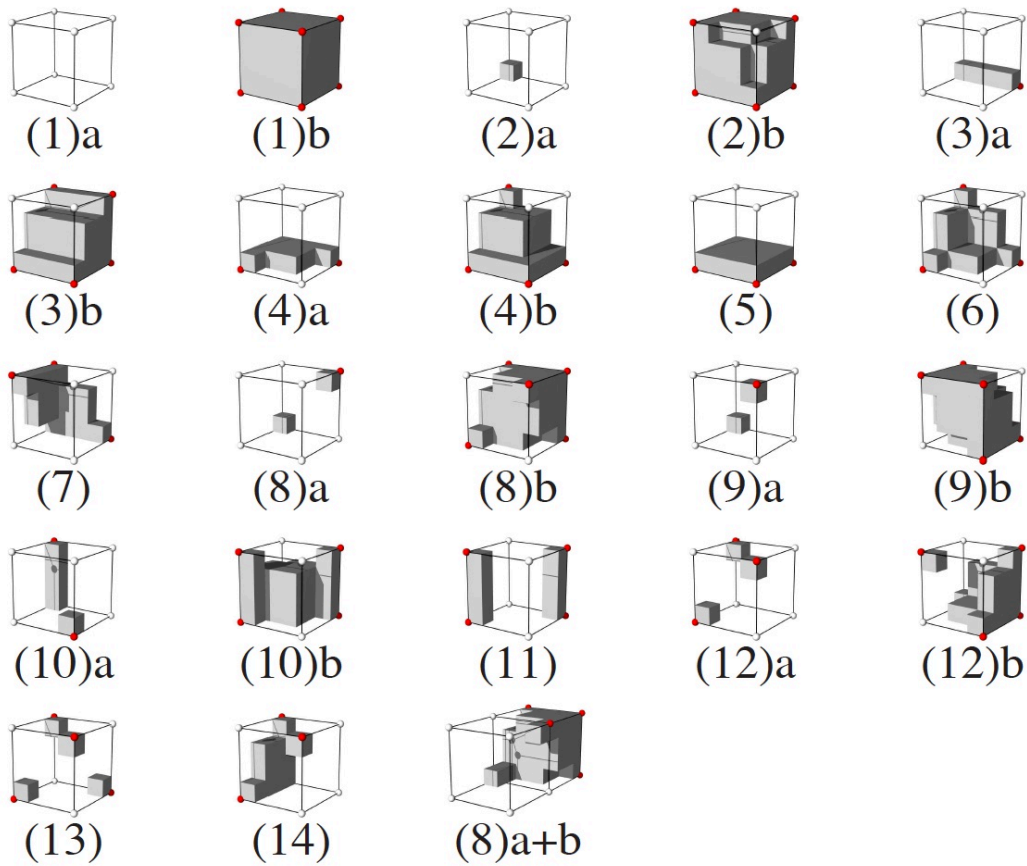 (1)a (1)b (2)a (2)b (3)a
(3)b (4)a (4)b (5) (6)
(7) (8)a (8)b (9)a (9)b
(10)a (10)b (11) (12)a (12)b
(13) (14) (8)a+b